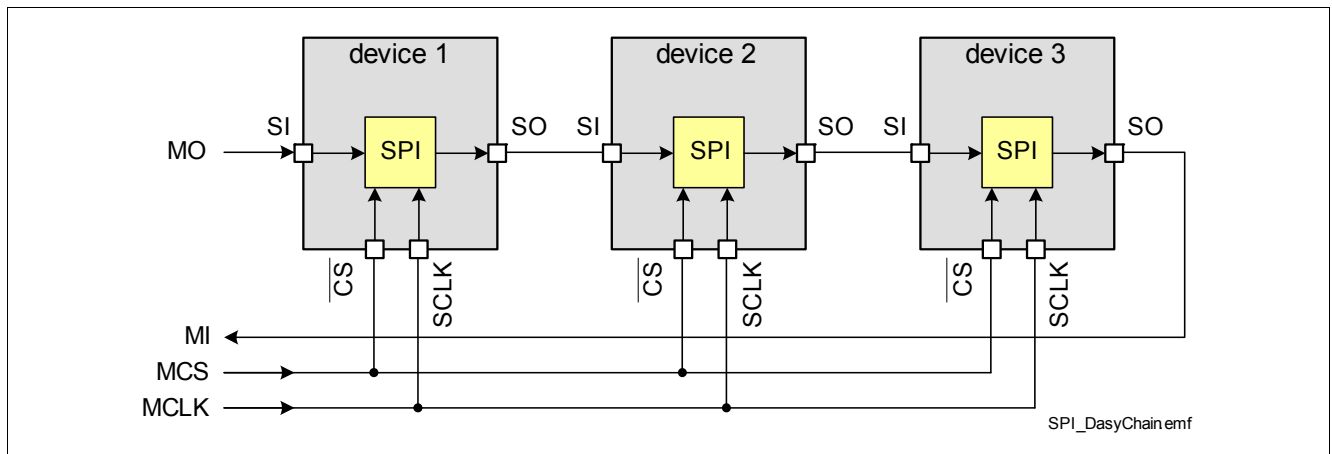 device 1 device 2 device 3
SI SO SI SO SI SO
MO SPI SPI SPI
CS SCLK CS SCLK CS SCLK
MI
MCS
MCLK
SPI_DasyChain.emf